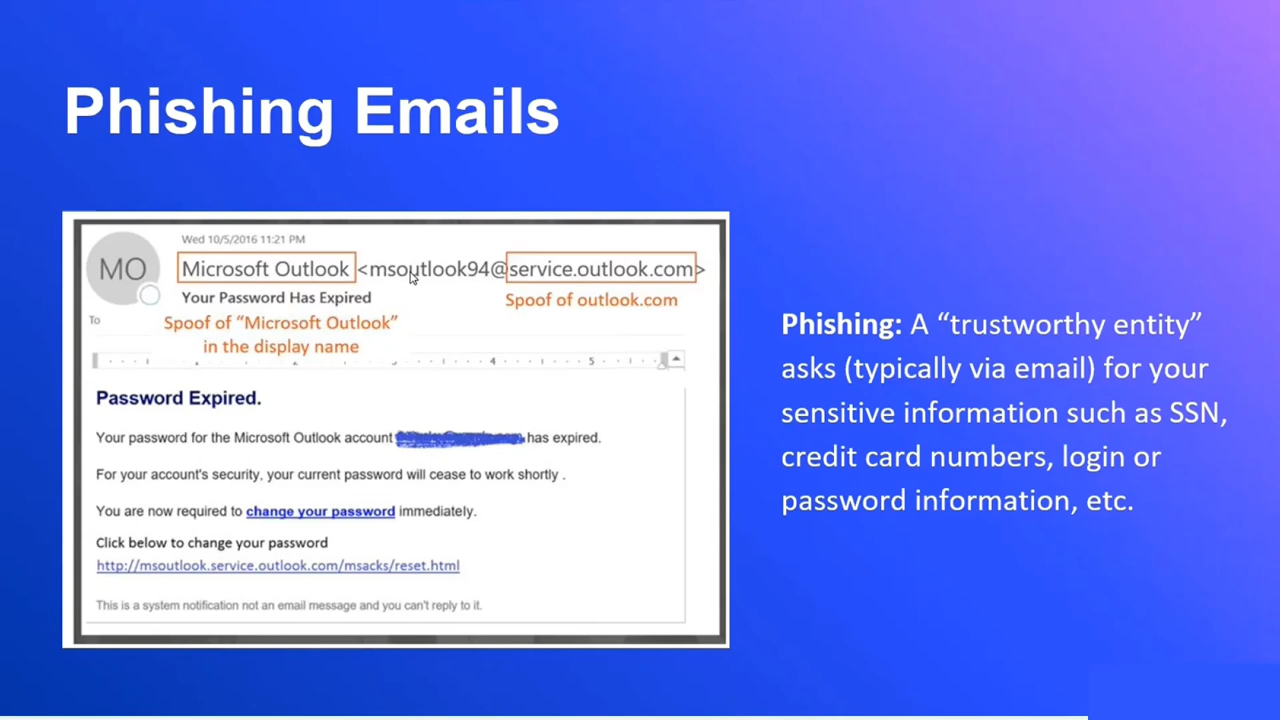 Phishing Emails
Wed 10/5/2016 11:21 PM
MO
Microsoft Outlook <msoutlook94@service.outlook.com>
Your Password Has Expired
Spoof of outlook.com
To
Spoof of “Microsoft Outlook”
in the display name
4
5
Password Expired.
Your password for the Microsoft Outlook account has expired.
For your account's security, your current password will cease to work shortly .
You are now required to change your password immediately.
Click below to change your password
http://msoutlook.service.outlook.com/msacks/reset.html
This is a system notification not an email message and you can't reply to it.
Phishing: A “trustworthy entity”
asks (typically via email) for your
sensitive information such as SSN,
credit card numbers, login or
password information, etc.